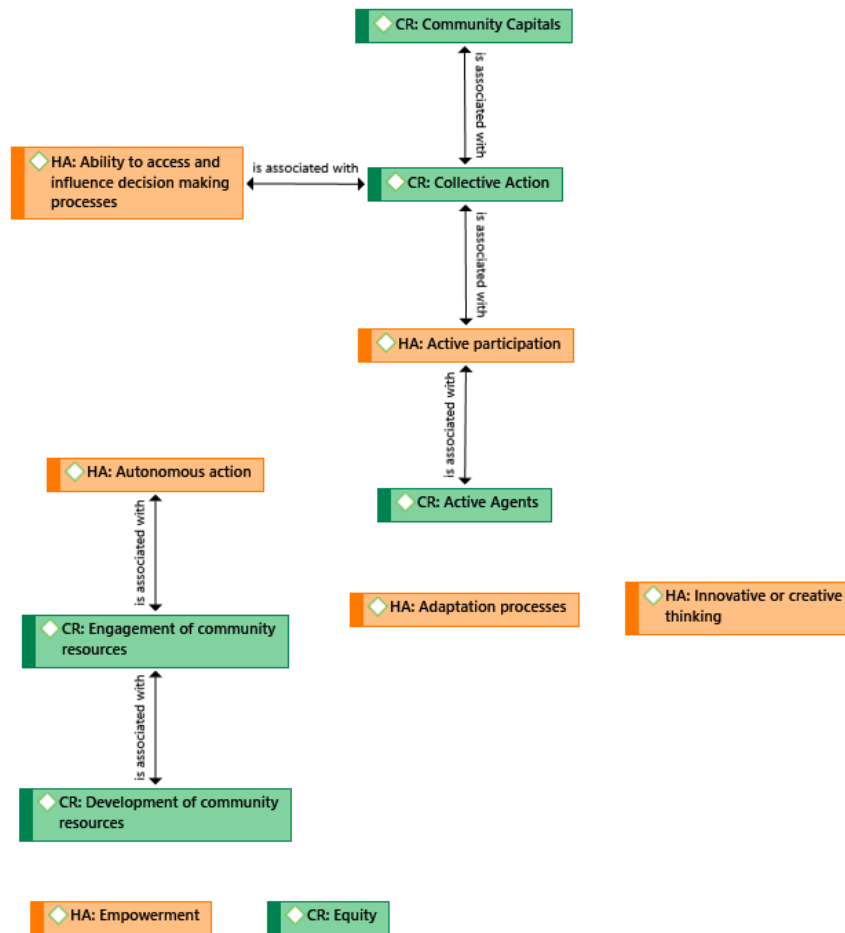 CR: Community Capitals
is associated with
HA: Ability to access and
influence decision making
processes
is associated with
CR: Collective Action
is associated with
HA: Active participation
is associated with
HA: Autonomous action
CR: Active Agents
is associated with
HA: Adaptation processes
HA: Innovative or creative
thinking
CR: Engagement of community
resources
is associated with
CR: Development of community
resources
HA: Empowerment
CR: Equity